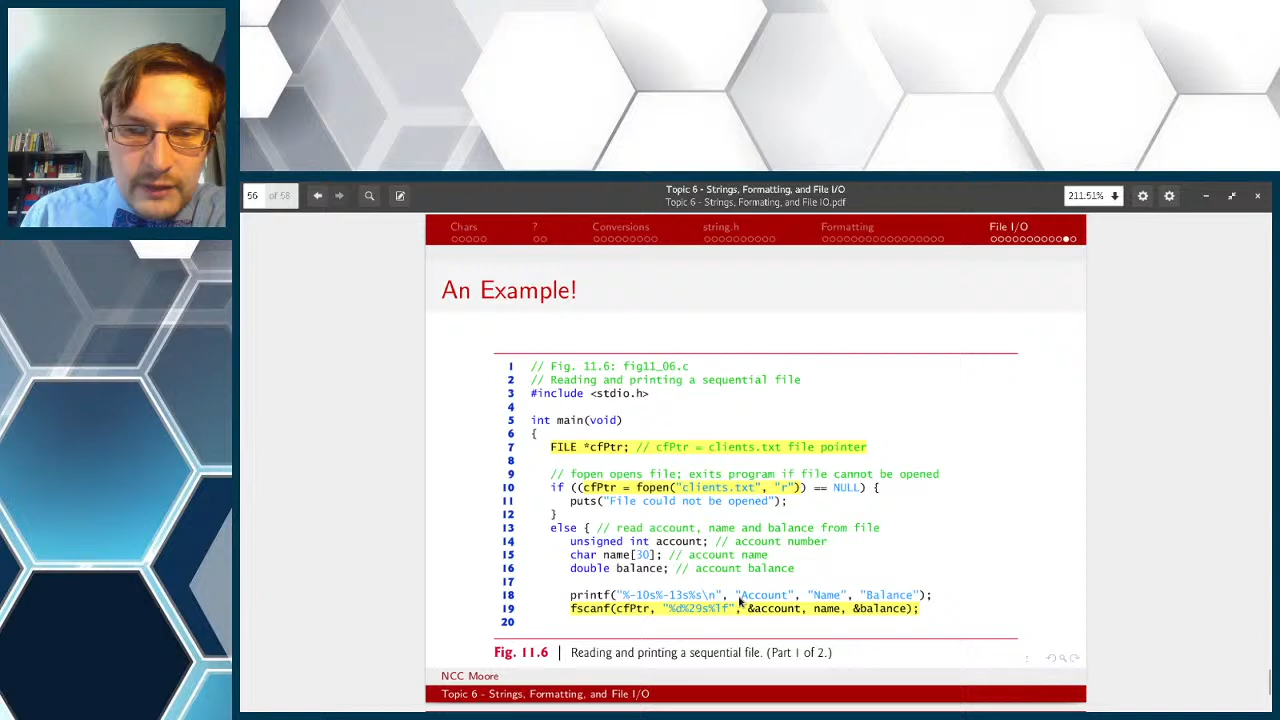 56 of 58
Topic 6 - Strings, Formatting, and File I/O
Topic 6 - Strings, Formating, and File IO.pdf
211.51%
Chars ? Conversions string.h Formatting File I/O
An Example!
1 // Fig. 11.6: fig11_06.c
2 // Reading and printing a sequential file
3 #include <stdio.h>
4
5 int main(void)
6 {
7 FILE *cfPtr; // cfPtr = clients.txt file pointer
8
9 // fopen opens file; exits program if file cannot be opened
10 if ((cfPtr = fopen("clients.txt", "r")) == NULL) {
11 puts("File could not be opened");
12 }
13 else { // read account, name and balance from file
14 unsigned int account; // account number
15 char name[30]; // account name
16 double balance; // account balance
17
18 printf("%-10s%-13s%s\n", "Account", "Name", "Balance");
19 fscanf(cfPtr, "%d%29s%lf", &account, name, &balance);
20
Fig. 11.6 | Reading and printing a sequential file. (Part 1 of 2.)
NCC Moore
Topic 6 - Strings, Formatting, and File I/O